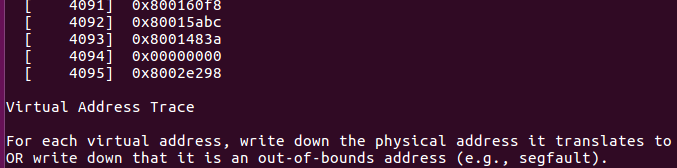 [    4091]  0x800160f8
[    4092]  0x80015abc
[    4093]  0x8001483a
[    4094]  0x00000000
[    4095]  0x8002e298
Virtual Address Trace
For each virtual address, write down the physical address it translates to
OR write down that it is an out-of-bounds address (e.g., segfault).